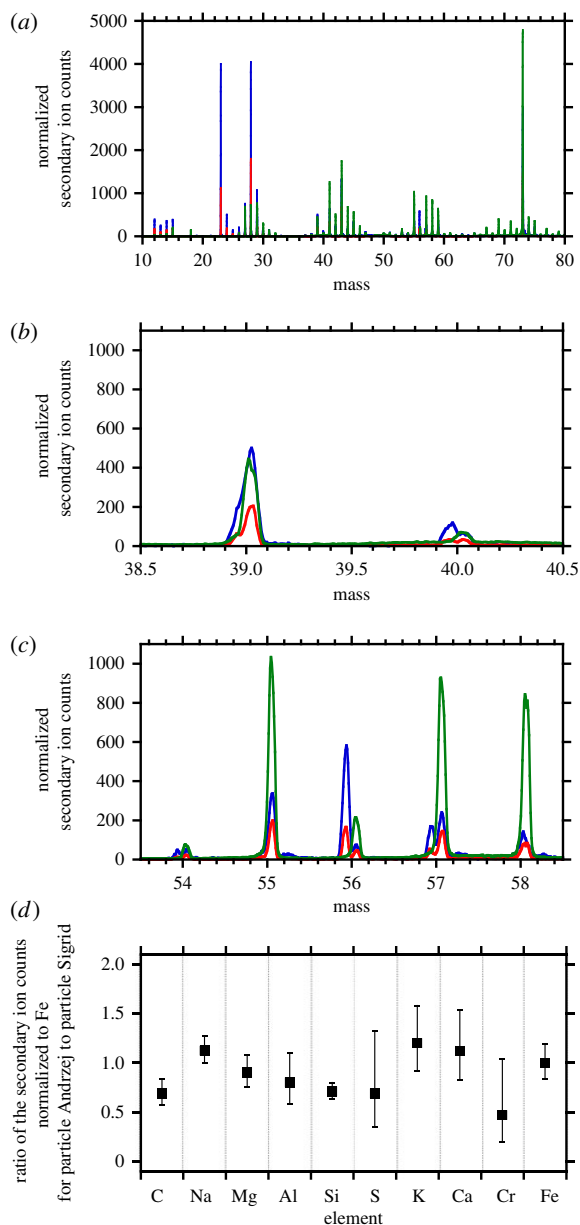 (a)
normalized
secondary ion counts
5000
4000
3000
2000
1000
0
10 20 30 40 50 60 70 80
mass
(b)
normalized
secondary ion counts
1000
800
600
400
200
0
38.5 39.0 39.5 40.0 40.5
mass
(c)
normalized
secondary ion counts
1000
800
600
400
200
0
54 55 56 57 58
mass
(d)
ratio of the secondary ion counts
normalized to Fe
for particle Andrzej to particle Sigrid
2.0
1.5
1.0
0.5
0
C Na Mg Al Si S K Ca Cr Fe
element